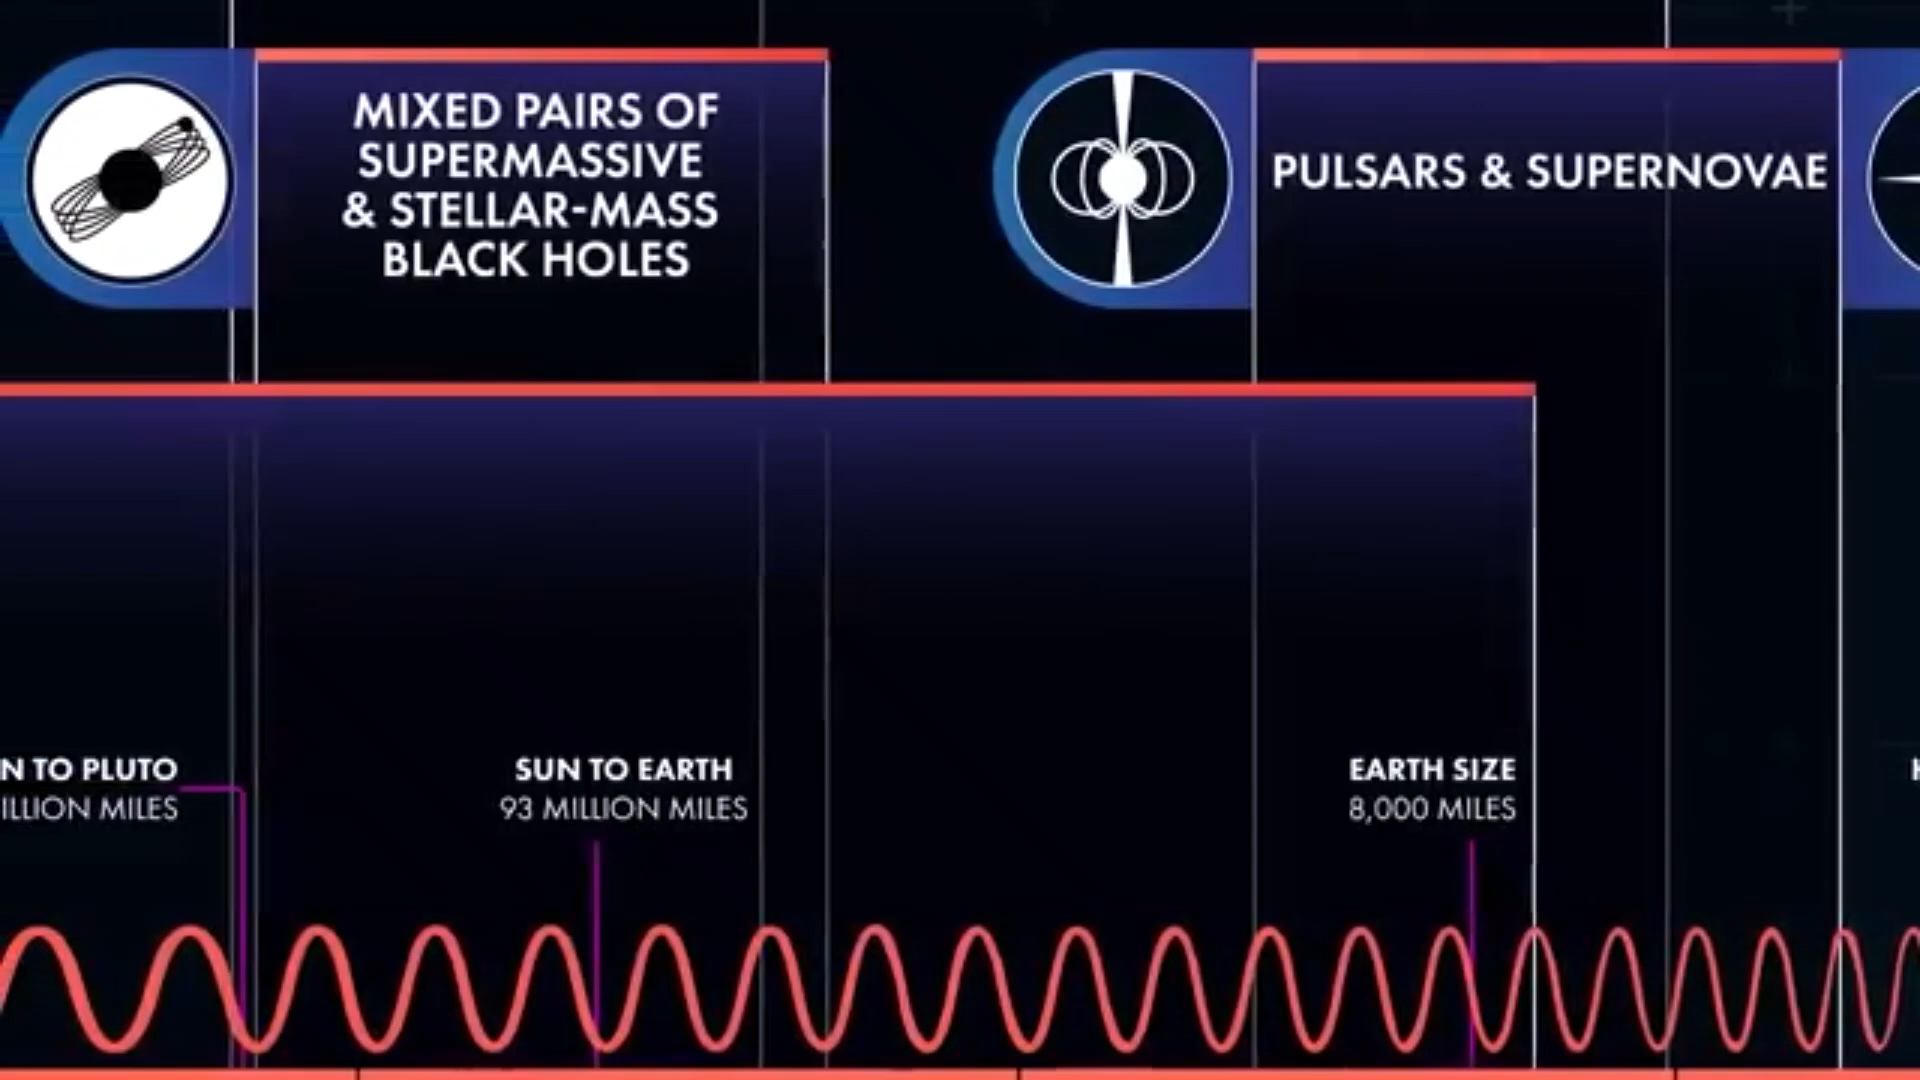 MIXED PAIRS OF
SUPERMASSIVE
& STELLAR-MASS
BLACK HOLES
PULSARS & SUPERNOVAE
N TO PLUTO
ILLION MILES
SUN TO EARTH
93 MILLION MILES
EARTH SIZE
8,000 MILES